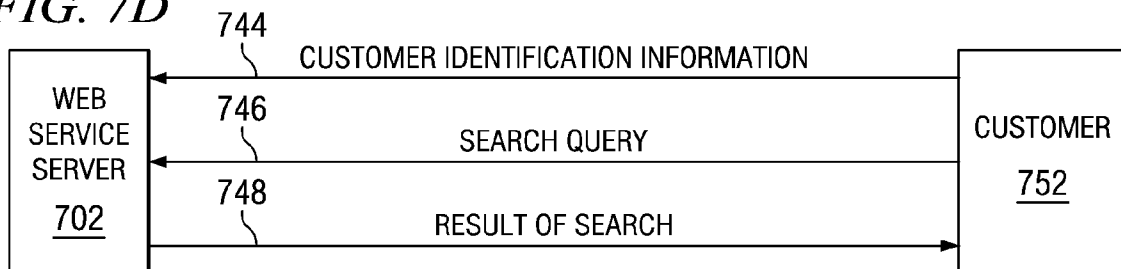 FIG. 7D
744
CUSTOMER IDENTIFICATION INFORMATION
WEB
SERVICE
SERVER
702
746
SEARCH QUERY
CUSTOMER
752
748
RESULT OF SEARCH